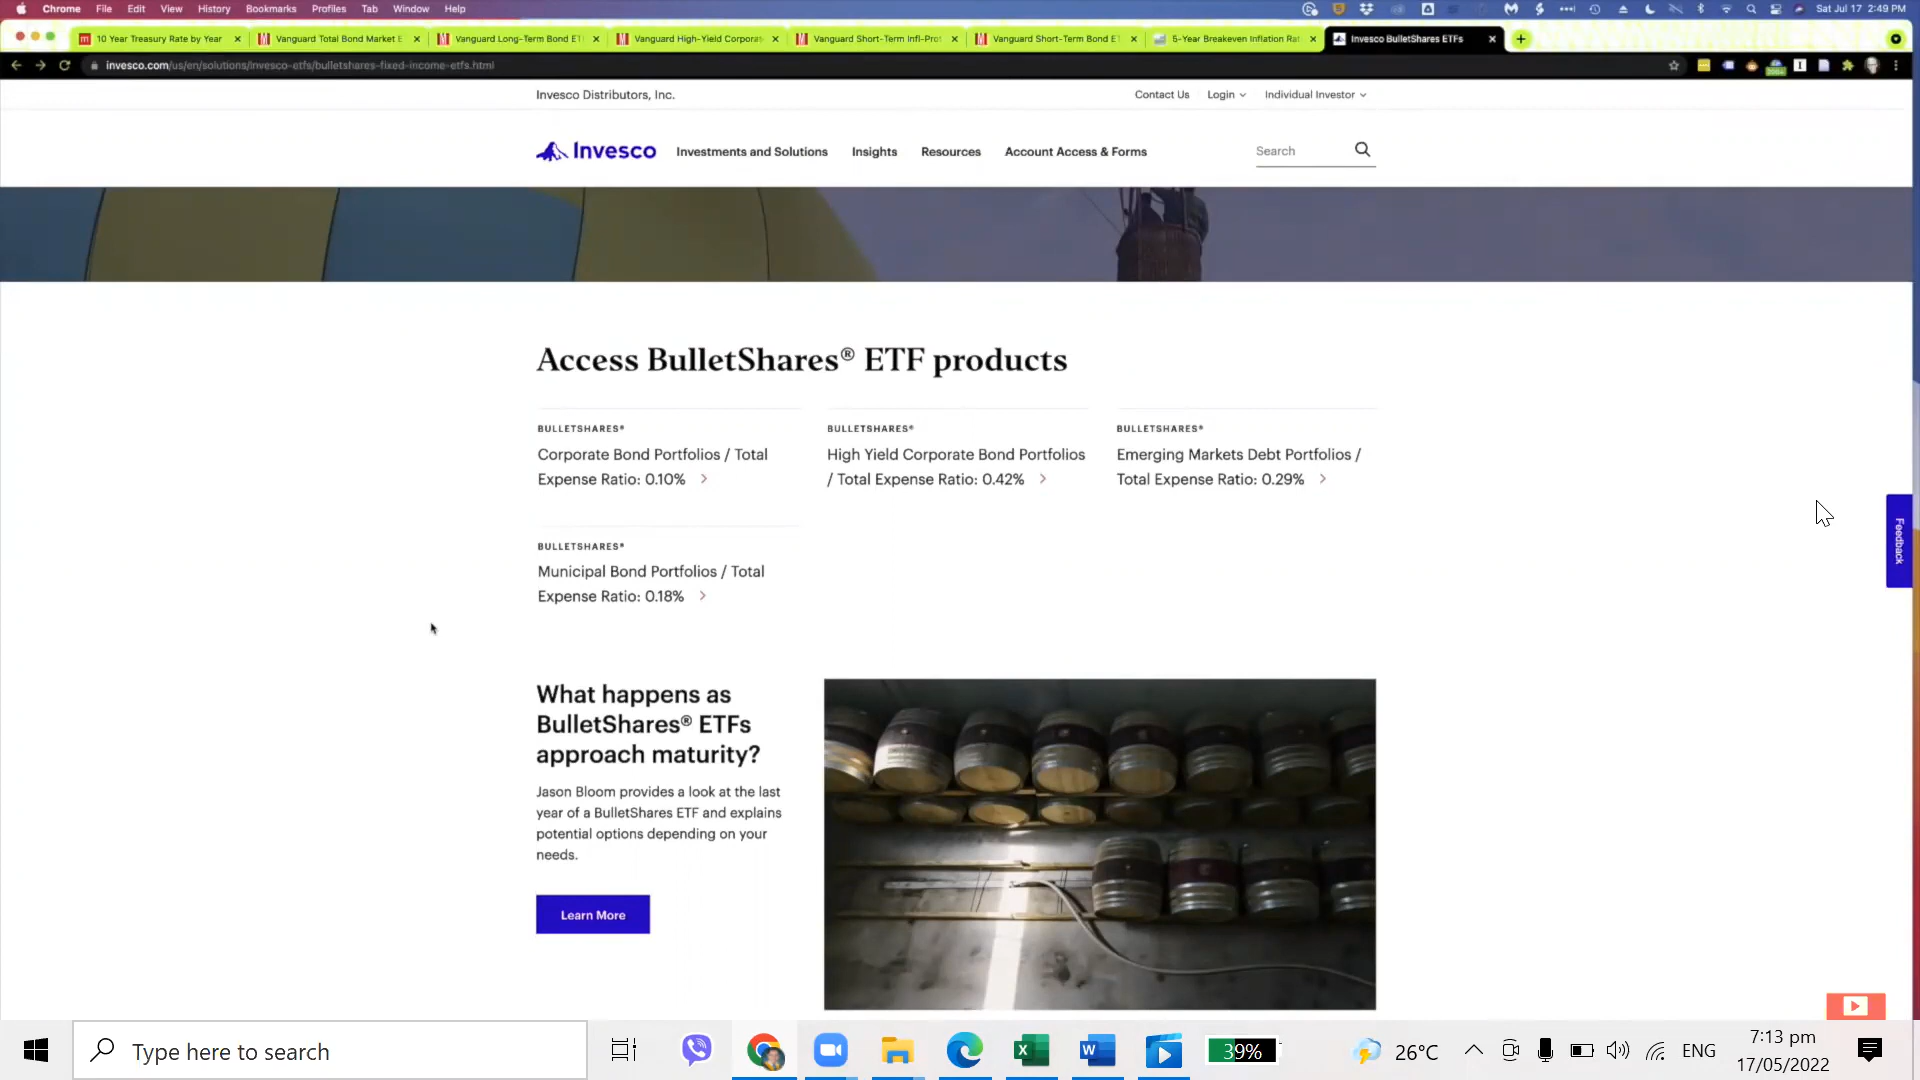 Chrome File Edit View History Bookmarks Profiles Tab Window Help
Sat Jul 17 2:49 PM
10 Year Treasury Rate by Year
Vanguard Total Bond Market E
Vanguard Long-Term Bond ET
Vanguard High-Yield Corporat
Vanguard Short-Term Infl-Prot
Vanguard Short-Term Bond ET
5-Year Breakeven Inflation Rat
Invesco BulletShares ETFs
invesco.com/us/en/solutions/invesco-etfs/bulletshares-fixed-income-etfs.html
Invesco Distributors, Inc.
Contact Us Login Individual Investor
Invesco
Investments and Solutions Insights Resources Account Access & Forms
Search
Access BulletShares® ETF products
BULLETSHARES®
Corporate Bond Portfolios / Total
Expense Ratio: 0.10%
BULLETSHARES®
High Yield Corporate Bond Portfolios
/ Total Expense Ratio: 0.42%
BULLETSHARES®
Emerging Markets Debt Portfolios /
Total Expense Ratio: 0.29%
BULLETSHARES®
Municipal Bond Portfolios / Total
Expense Ratio: 0.18%
Feedback
What happens as
BulletShares® ETFs
approach maturity?
Jason Bloom provides a look at the last
year of a BulletShares ETF and explains
potential options depending on your
needs.
Learn More
Type here to search
39%
26°C
ENG
7:13 pm
17/05/2022